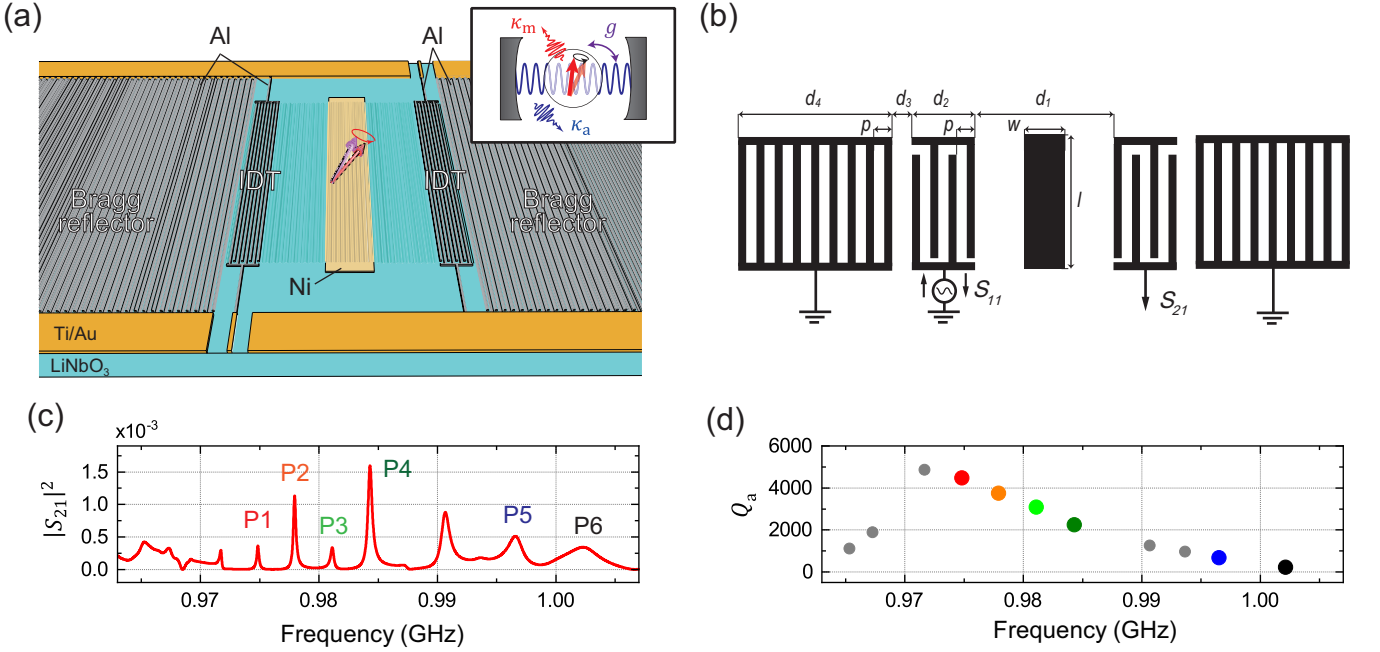 (a)
Al
Al
κm
g
κa
IDT
IDT
Bragg
reflector
Bragg
reflector
Ni
Ti/Au
LiNbO₃
(b)
d₄
d₃
d₂
d₁
p
p
w
l
S₁₁
S₂₁
(c)
x10⁻³
|S₂₁|²
1.5
1.0
0.5
0.0
P1
P2
P3
P4
P5
P6
0.97
0.98
0.99
1.00
Frequency (GHz)
(d)
Qa
6000
4000
2000
0
0.97
0.98
0.99
1.00
Frequency (GHz)